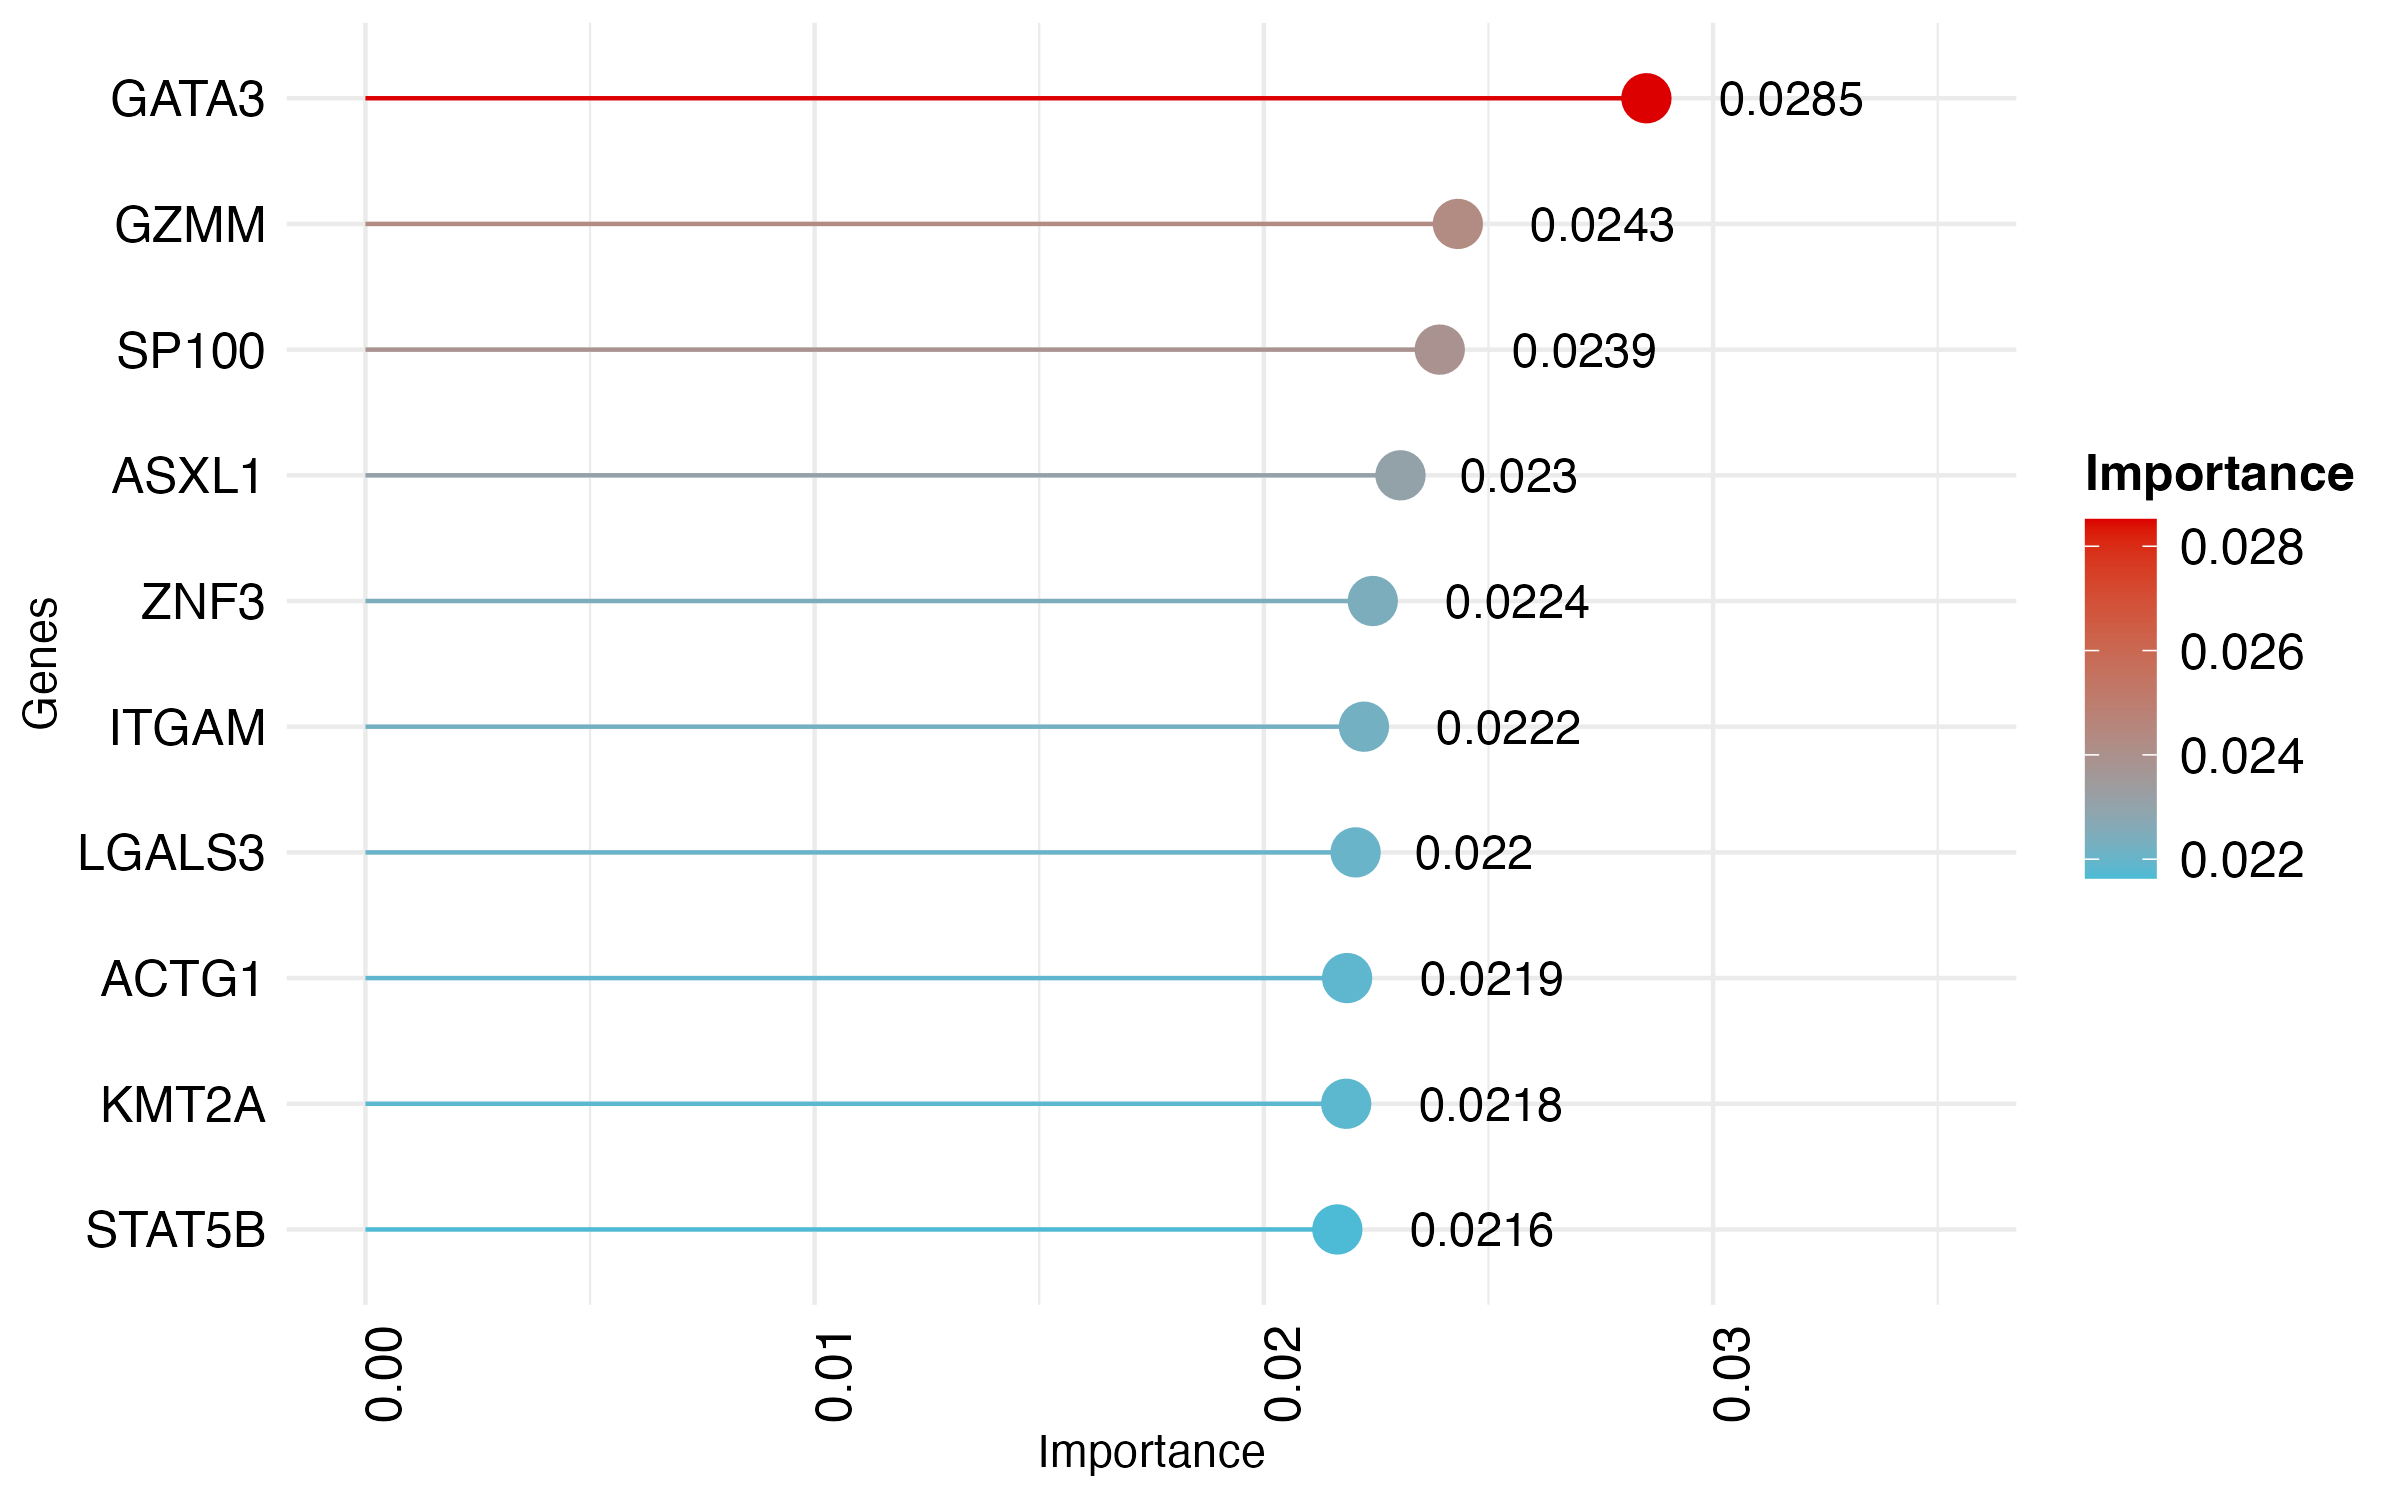 GATA3 0.0285
GZMM 0.0243
SP100 0.0239
ASXL1 0.023
ZNF3 0.0224
ITGAM 0.0222
LGALS3 0.022
ACTG1 0.0219
KMT2A 0.0218
STAT5B 0.0216
Genes
0.00 0.01 0.02 0.03
Importance
Importance
0.028
0.026
0.024
0.022